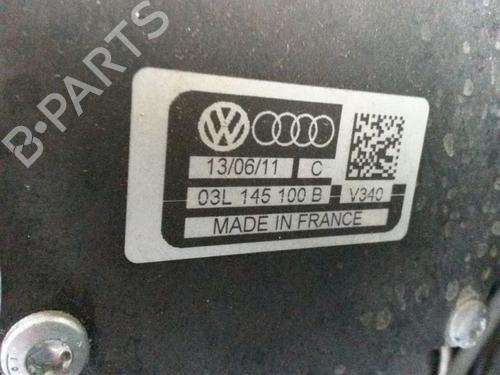 B-PARTS
13/06/11 C
03L 145 100 B V340
MADE IN FRANCE